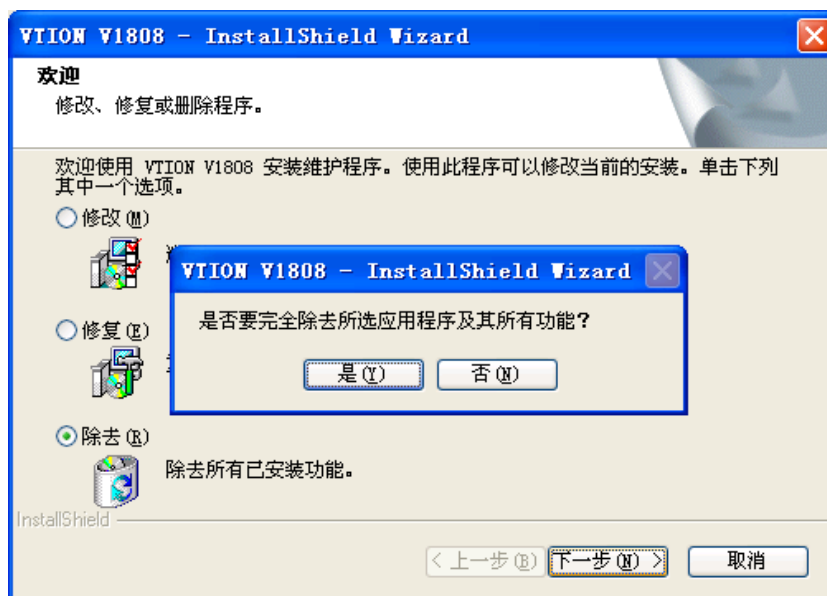 VTION V1808 - InstallShield Wizard
欢迎
修改、修复或删除程序。
欢迎使用 VTION V1808 安装维护程序。使用此程序可以修改当前的安装。单击下列
其中一个选项。
修改(M)
VTION V1808 - InstallShield Wizard
是否要完全除去所选应用程序及其所有功能?
是(Y) 否(N)
修复(E)
除去(R)
除去所有已安装功能。
InstallShield
< 上一步(B) 下一步(N) > 取消